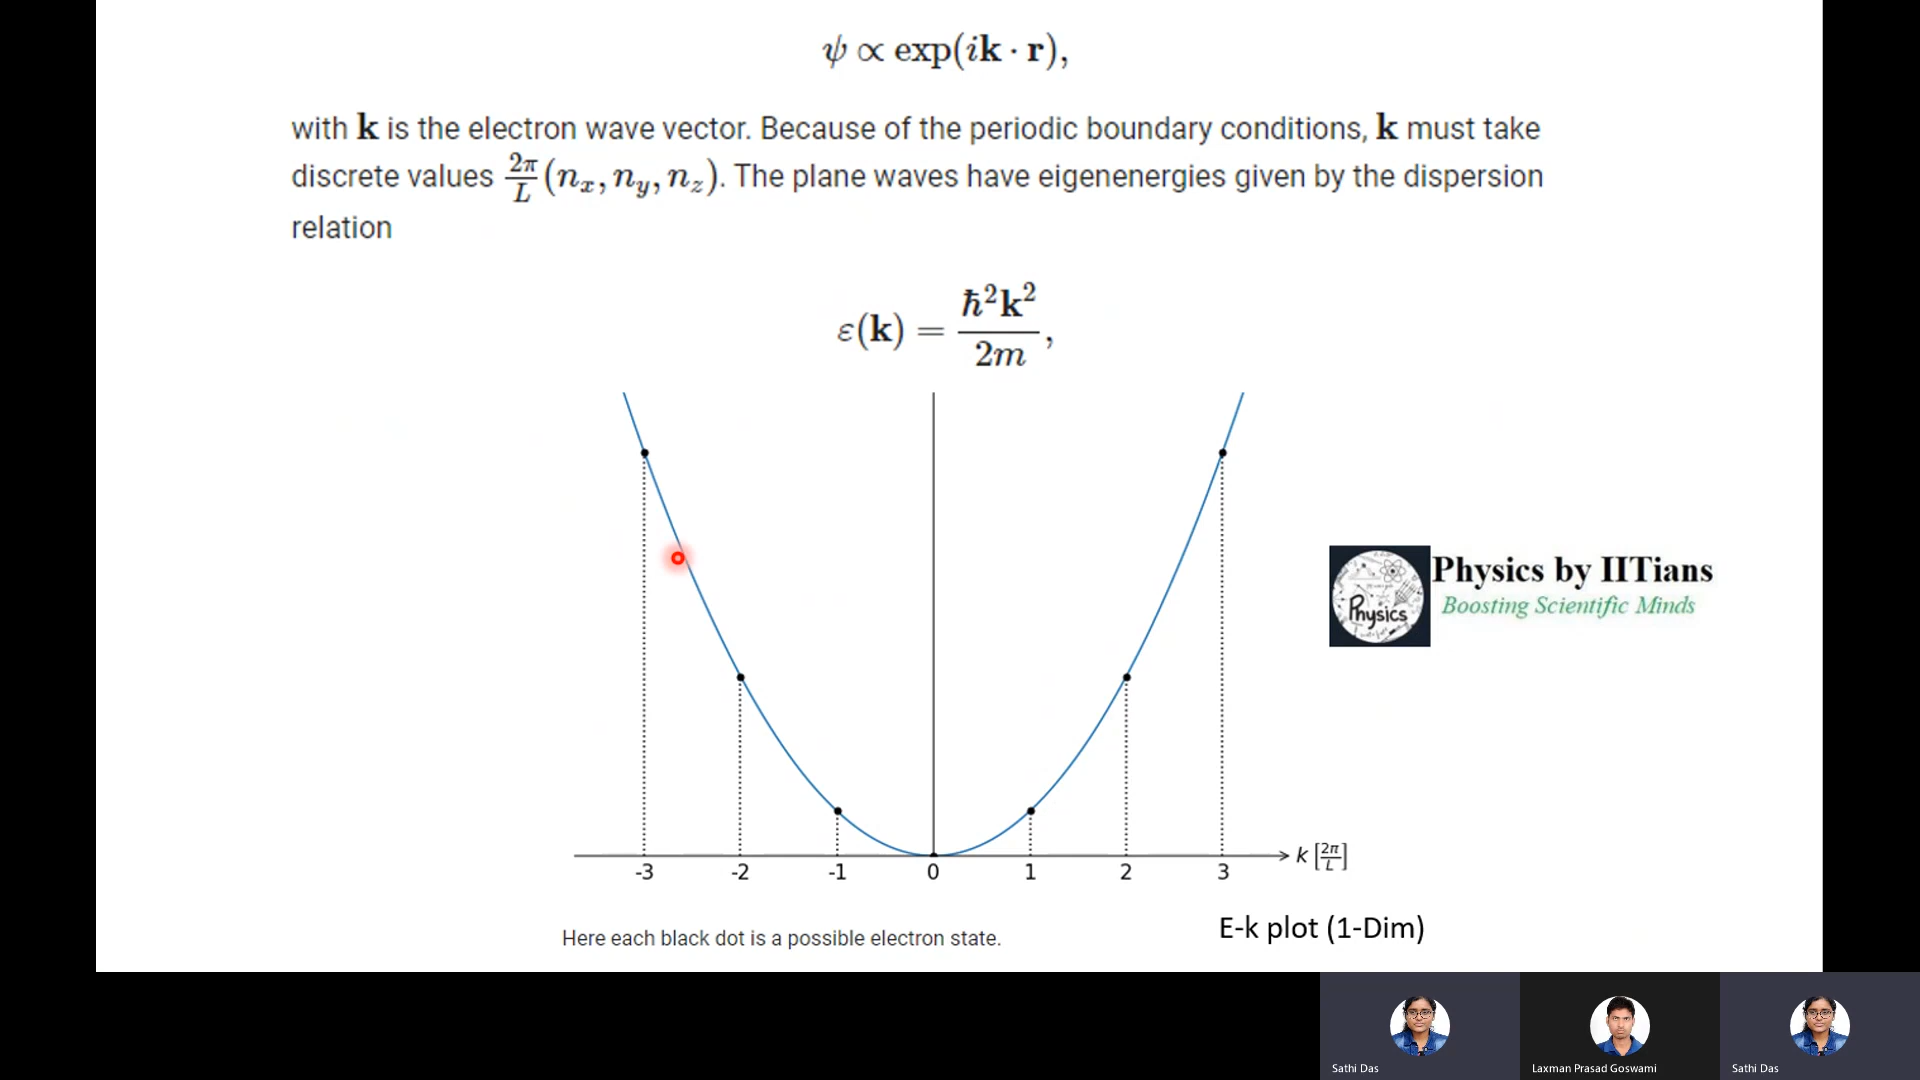 ψ ∝ exp(ik · r),
with k is the electron wave vector. Because of the periodic boundary conditions, k must take
discrete values 2π/L (nx, ny, nz). The plane waves have eigenenergies given by the dispersion
relation
ε(k) = ħ²k²/2m,
Physics
Physics by IITians
Boosting Scientific Minds
-3 -2 -1 0 1 2 3 k [2π/L]
Here each black dot is a possible electron state.
E-k plot (1-Dim)
Sathi Das
Laxman Prasad Goswami
Sathi Das